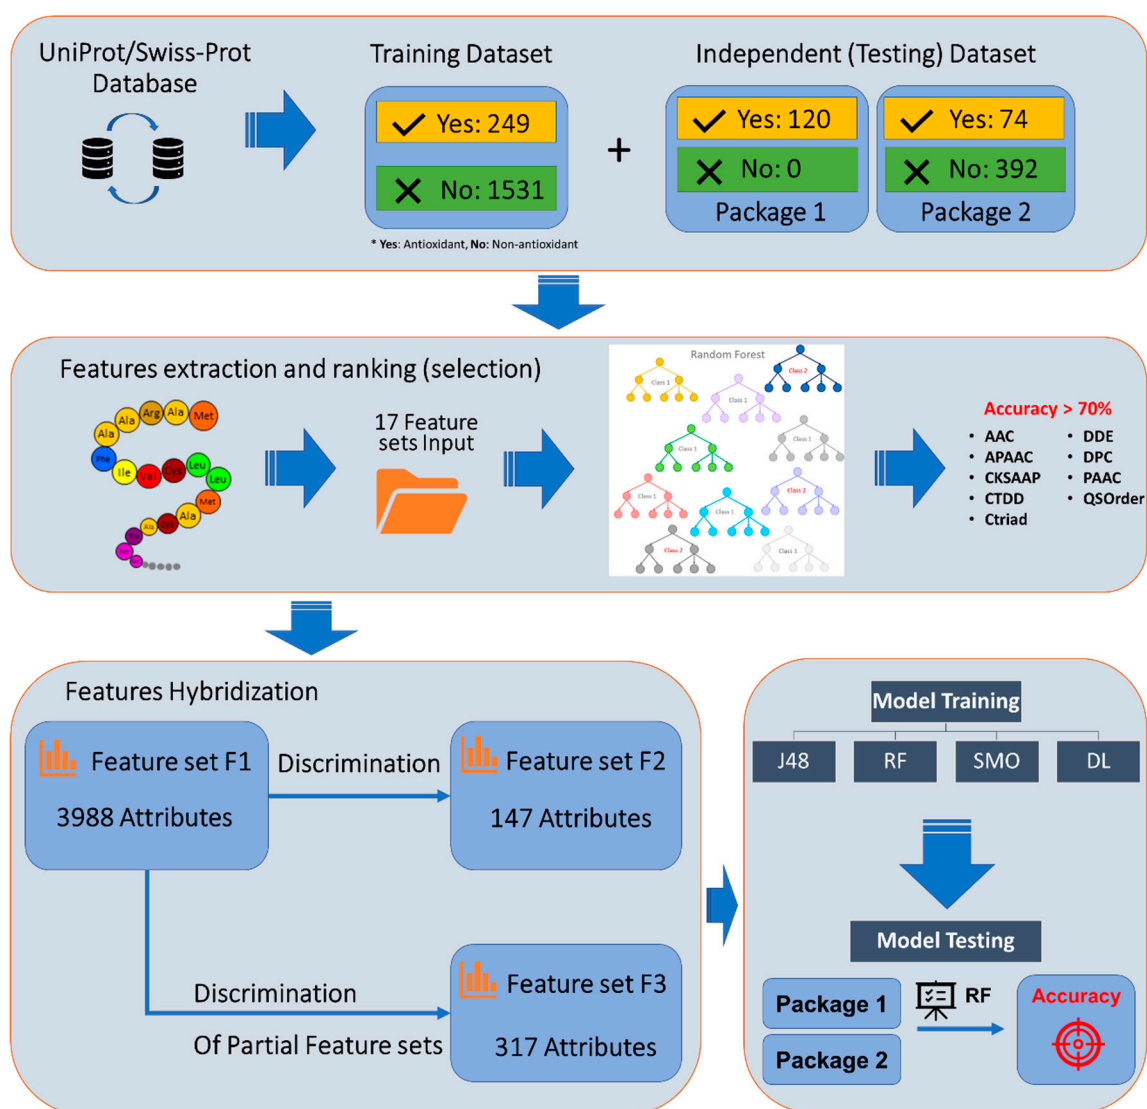 UniProt/Swiss-Prot
Database
Training Dataset
Yes: 249
No: 1531
* Yes: Antioxidant, No: Non-antioxidant
+
Independent (Testing) Dataset
Yes: 120
No: 0
Package 1
Yes: 74
No: 392
Package 2
Features extraction and ranking (selection)
Met
Ala
Arg
Ala
Ala
Phe
Ile
Val
Cys
Leu
Leu
Met
Ala
Cys
Ala
17 Feature
sets Input
Random Forest
Class 1
Class 1
Class 2
Class 1
Class 1
Class 1
Class 1
Class 2
Class 2
Class 1
Accuracy > 70%
• AAC
• APAAC
• CKSAAP
• CTDD
• Ctriad
• DDE
• DPC
• PAAC
• QSOrder
Features Hybridization
Feature set F1
3988 Attributes
Discrimination
Feature set F2
147 Attributes
Discrimination
Of Partial Feature sets
Feature set F3
317 Attributes
Model Training
J48
RF
SMO
DL
Model Testing
Package 1
Package 2
RF
Accuracy